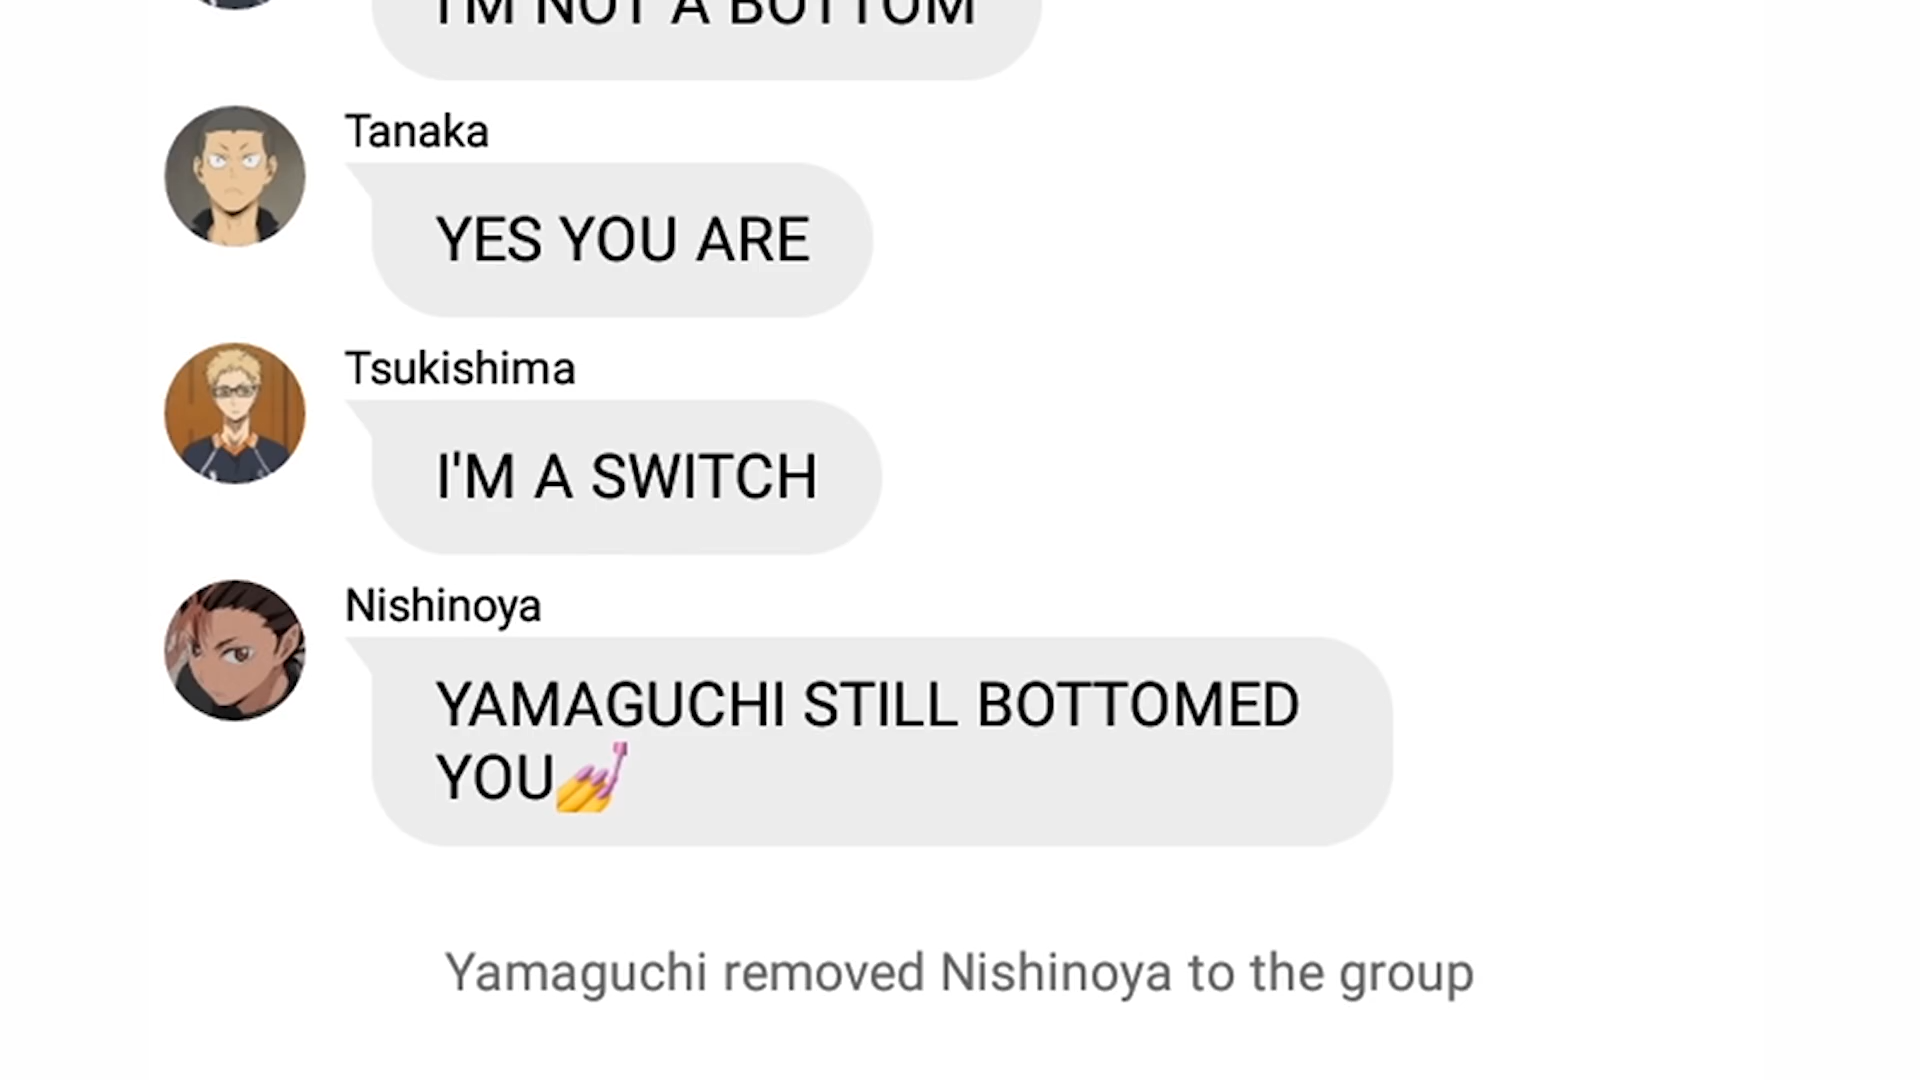 I'M NOT A BOTTOM
Tanaka
YES YOU ARE
Tsukishima
I'M A SWITCH
Nishinoya
YAMAGUCHI STILL BOTTOMED
YOU💅
Yamaguchi removed Nishinoya to the group